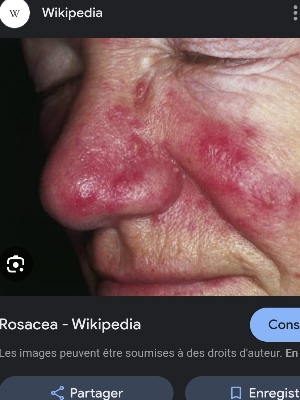 W Wikipedia
Rosacea - Wikipedia
Cons
Les images peuvent être soumises à des droits d'auteur. En
Partager
Enregist